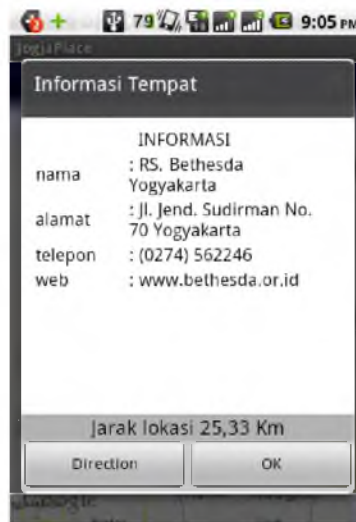 79 9:05 PM
JogjaPlace
Informasi Tempat
INFORMASI
nama : RS. Bethesda
Yogyakarta
alamat : Jl. Jend. Sudirman No.
70 Yogyakarta
telepon : (0274) 562246
web : www.bethesda.or.id
Jarak lokasi 25,33 Km
Direction OK